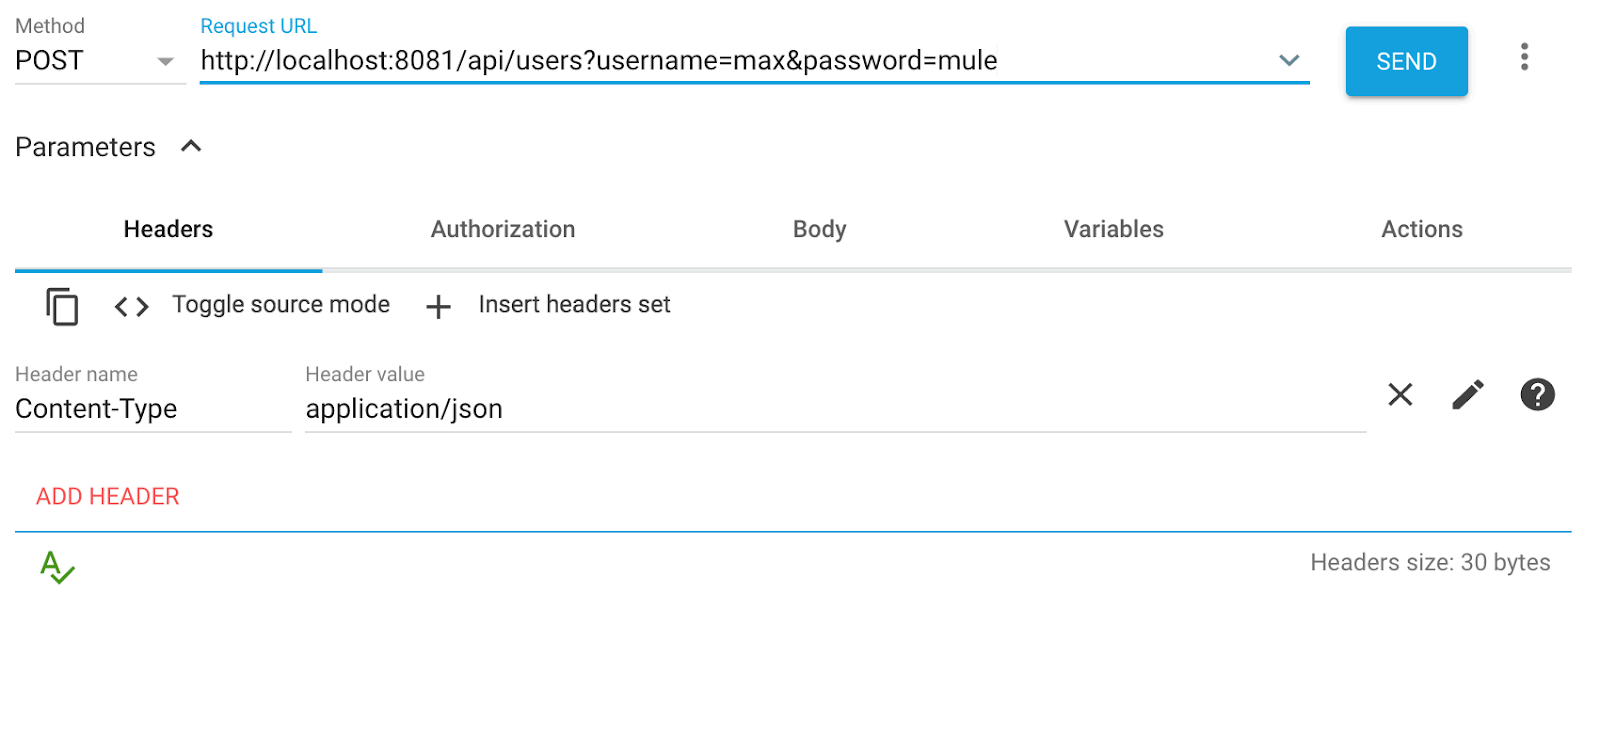 Method
Request URL
POST
http://localhost:8081/api/users?username=max&password=mule
SEND
Parameters
Headers Authorization Body Variables Actions
Toggle source mode Insert headers set
Header name Header value
Content-Type application/json
ADD HEADER
Headers size: 30 bytes